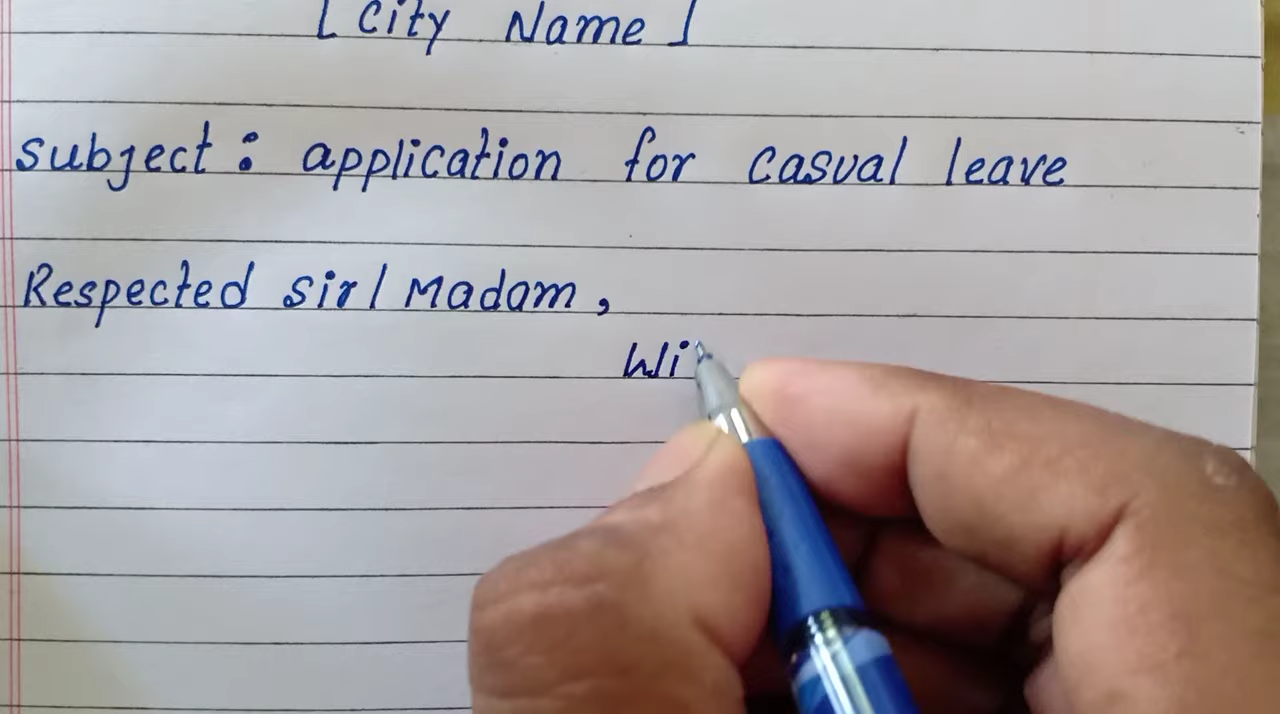 [ City Name ]
subject : application for casual leave
Respected sir / Madam ,
Wi